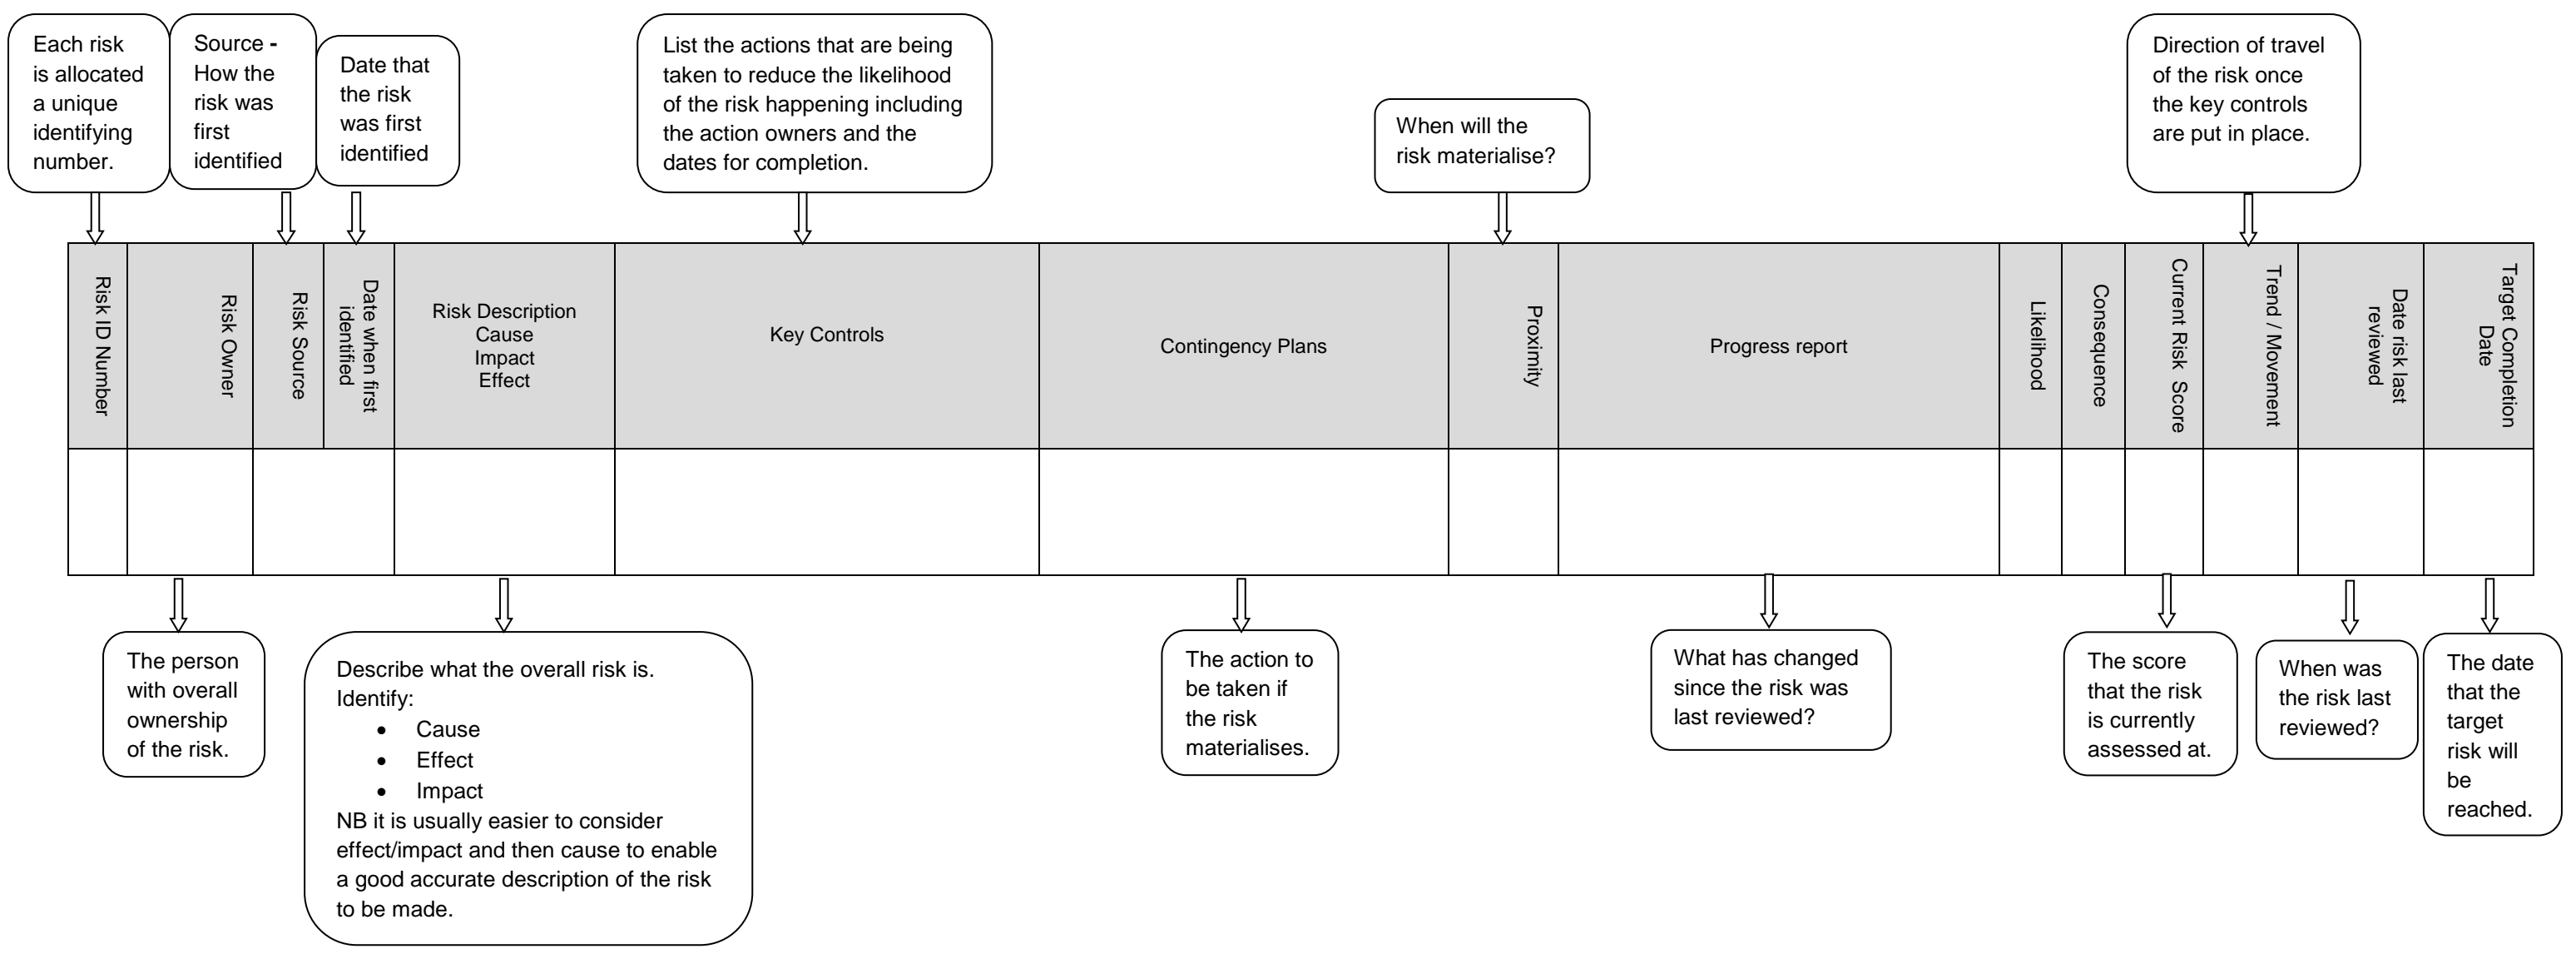 Each risk
is allocated
a unique
identifying
number.
Source -
How the
risk was
first
identified
Date that
the risk
was first
identified
List the actions that are being
taken to reduce the likelihood
of the risk happening including
the action owners and the
dates for completion.
When will the
risk materialise?
Direction of travel
of the risk once
the key controls
are put in place.
Risk ID Number
Risk Owner
Risk Source
Date when first
identified
Risk Description
Cause
Impact
Effect
Key Controls
Contingency Plans
Proximity
Progress report
Likelihood
Consequence
Current Risk Score
Trend / Movement
Date risk last
reviewed
Target Completion
Date
The person
with overall
ownership
of the risk.
Describe what the overall risk is.
Identify:
• Cause
• Effect
• Impact
NB it is usually easier to consider
effect/impact and then cause to enable
a good accurate description of the risk
to be made.
The action to
be taken if
the risk
materialises.
What has changed
since the risk was
last reviewed?
The score
that the risk
is currently
assessed at.
When was
the risk last
reviewed?
The date
that the
target
risk will
be
reached.